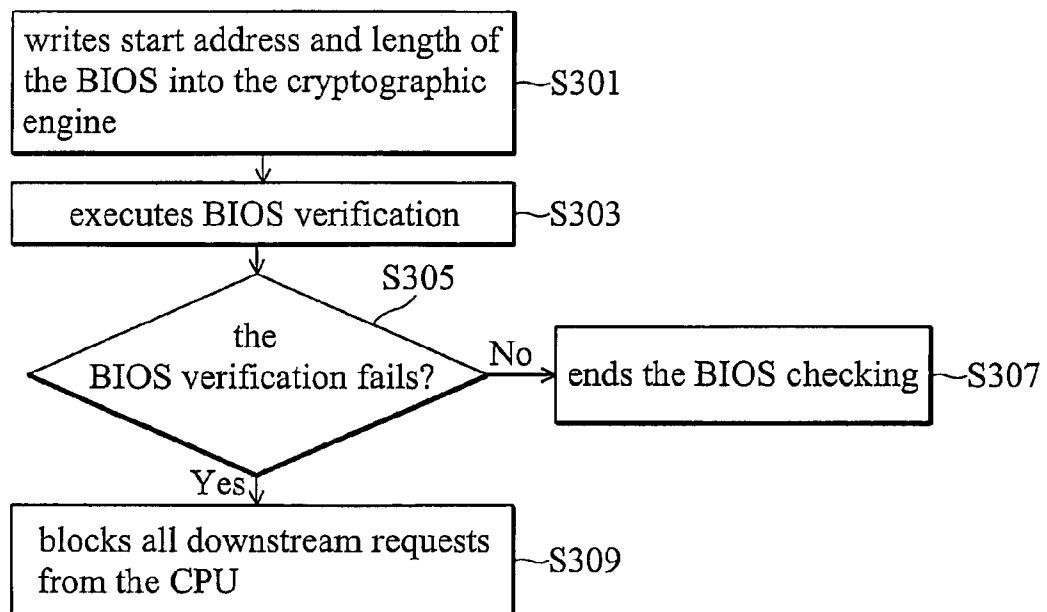 writes start address and length of
the BIOS into the cryptographic
engine
S301
executes BIOS verification
S303
S305
the
BIOS verification fails?
No
ends the BIOS checking
S307
Yes
blocks all downstream requests
from the CPU
S309